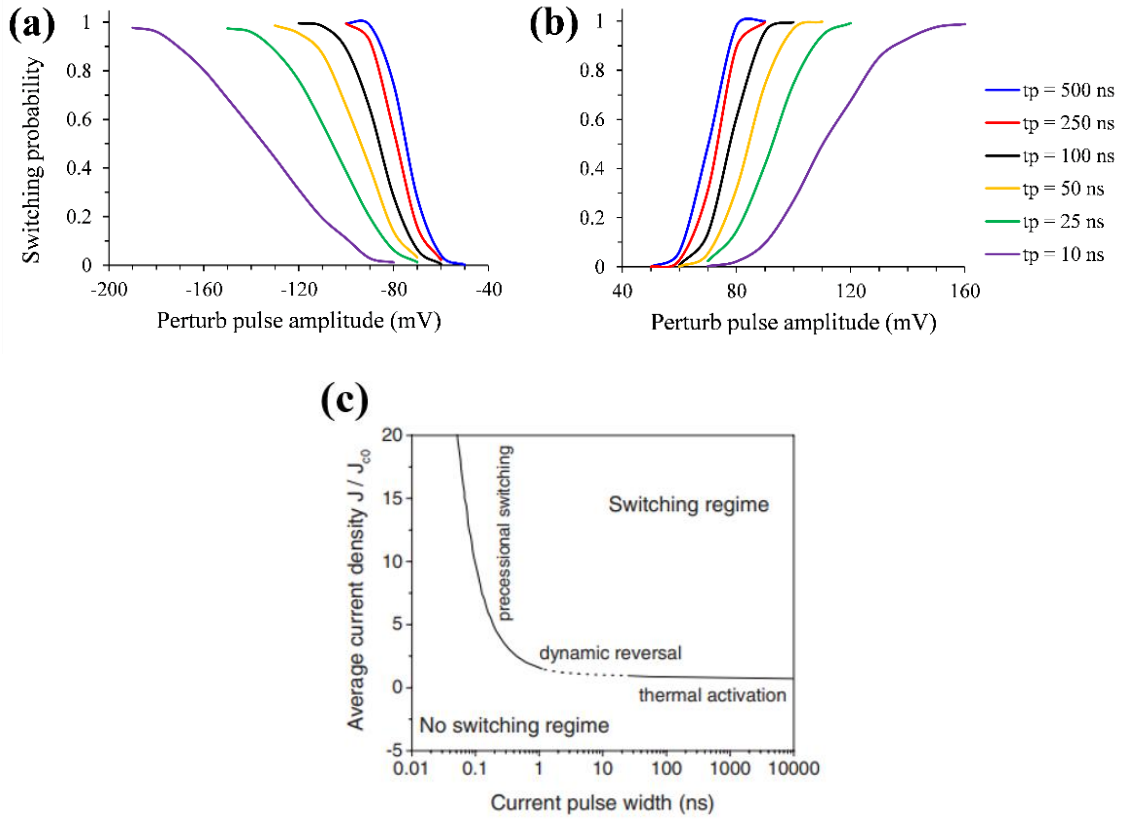 (a)
Switching probability
1
0.8
0.6
0.4
0.2
0
-200
-160
-120
-80
-40
Perturb pulse amplitude (mV)
(b)
1
0.8
0.6
0.4
0.2
0
40
80
120
160
Perturb pulse amplitude (mV)
tp = 500 ns
tp = 250 ns
tp = 100 ns
tp = 50 ns
tp = 25 ns
tp = 10 ns
(c)
Average current density J / Jc0
20
15
10
5
0
-5
precessional switching
Switching regime
dynamic reversal
thermal activation
No switching regime
0.01
0.1
1
10
100
1000
10000
Current pulse width (ns)